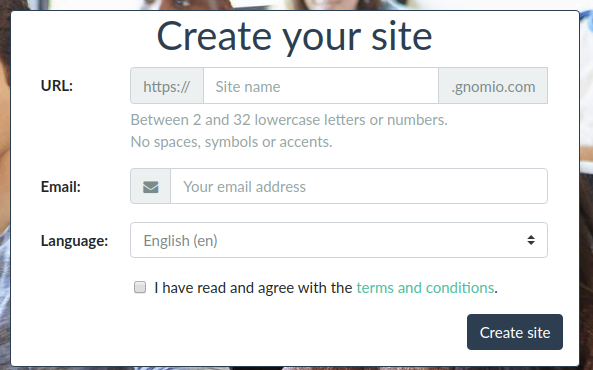 Create your site
URL:
https://
Site name
.gnomio.com
Between 2 and 32 lowercase letters or numbers.
No spaces, symbols or accents.
Email:
Your email address
Language:
English (en)
I have read and agree with the terms and conditions.
Create site